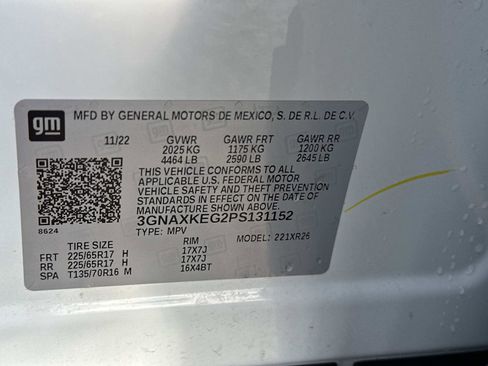 gm
MFD BY GENERAL MOTORS DE MEXICO, S. DE R.L. DE C.V.
11/22 GVWR GAWR FRT GAWR RR
2025 KG 1175 KG 1200 KG
4464 LB 2590 LB 2645 LB
THIS VEHICLE CONFORMS TO ALL
APPLICABLE U.S. FEDERAL MOTOR
VEHICLE SAFETY AND THEFT PREVENTION
STANDARDS IN EFFECT ON THE DATE OF
MANUFACTURE SHOWN ABOVE.
8624
3GNAXKEG2PS131152
TYPE: MPV MODEL: 221XR26
TIRE SIZE RIM
FRT 225/65R17 H 17X7J
RR 225/65R17 H 17X7J
SPA T135/70R16 M 16X4BT